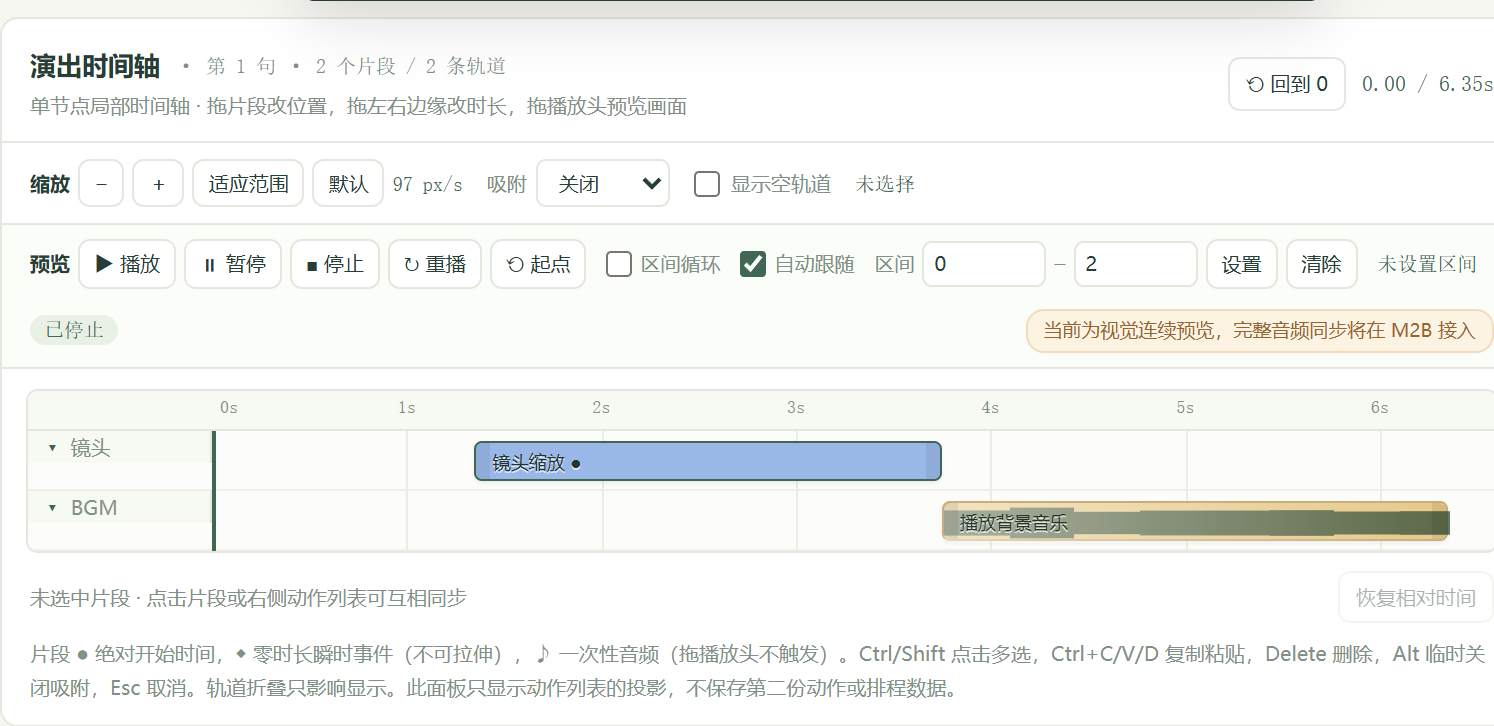 演出时间轴 • 第 1 句 • 2 个片段 / 2 条轨道
单节点局部时间轴 · 拖片段改位置，拖左右边缘改时长，拖播放头预览画面
回到 0 0.00 / 6.35s
缩放 − + 适应范围 默认 97 px/s 吸附 关闭 显示空轨道 未选择
预览 ▶ 播放 ⏸ 暂停 ■ 停止 ↻ 重播 ⟲ 起点 区间循环 自动跟随 区间 0 – 2 设置 清除 未设置区间
已停止 当前为视觉连续预览，完整音频同步将在 M2B 接入
0s 1s 2s 3s 4s 5s 6s
▾ 镜头 镜头缩放 ●
▾ BGM 播放背景音乐
未选中片段 · 点击片段或右侧动作列表可互相同步 恢复相对时间
片段 ● 绝对开始时间，◆ 零时长瞬时事件（不可拉伸），♪ 一次性音频（拖播放头不触发）。Ctrl/Shift 点击多选，Ctrl+C/V/D 复制粘贴，Delete 删除，Alt 临时关
闭吸附，Esc 取消。轨道折叠只影响显示。此面板只显示动作列表的投影，不保存第二份动作或排程数据。